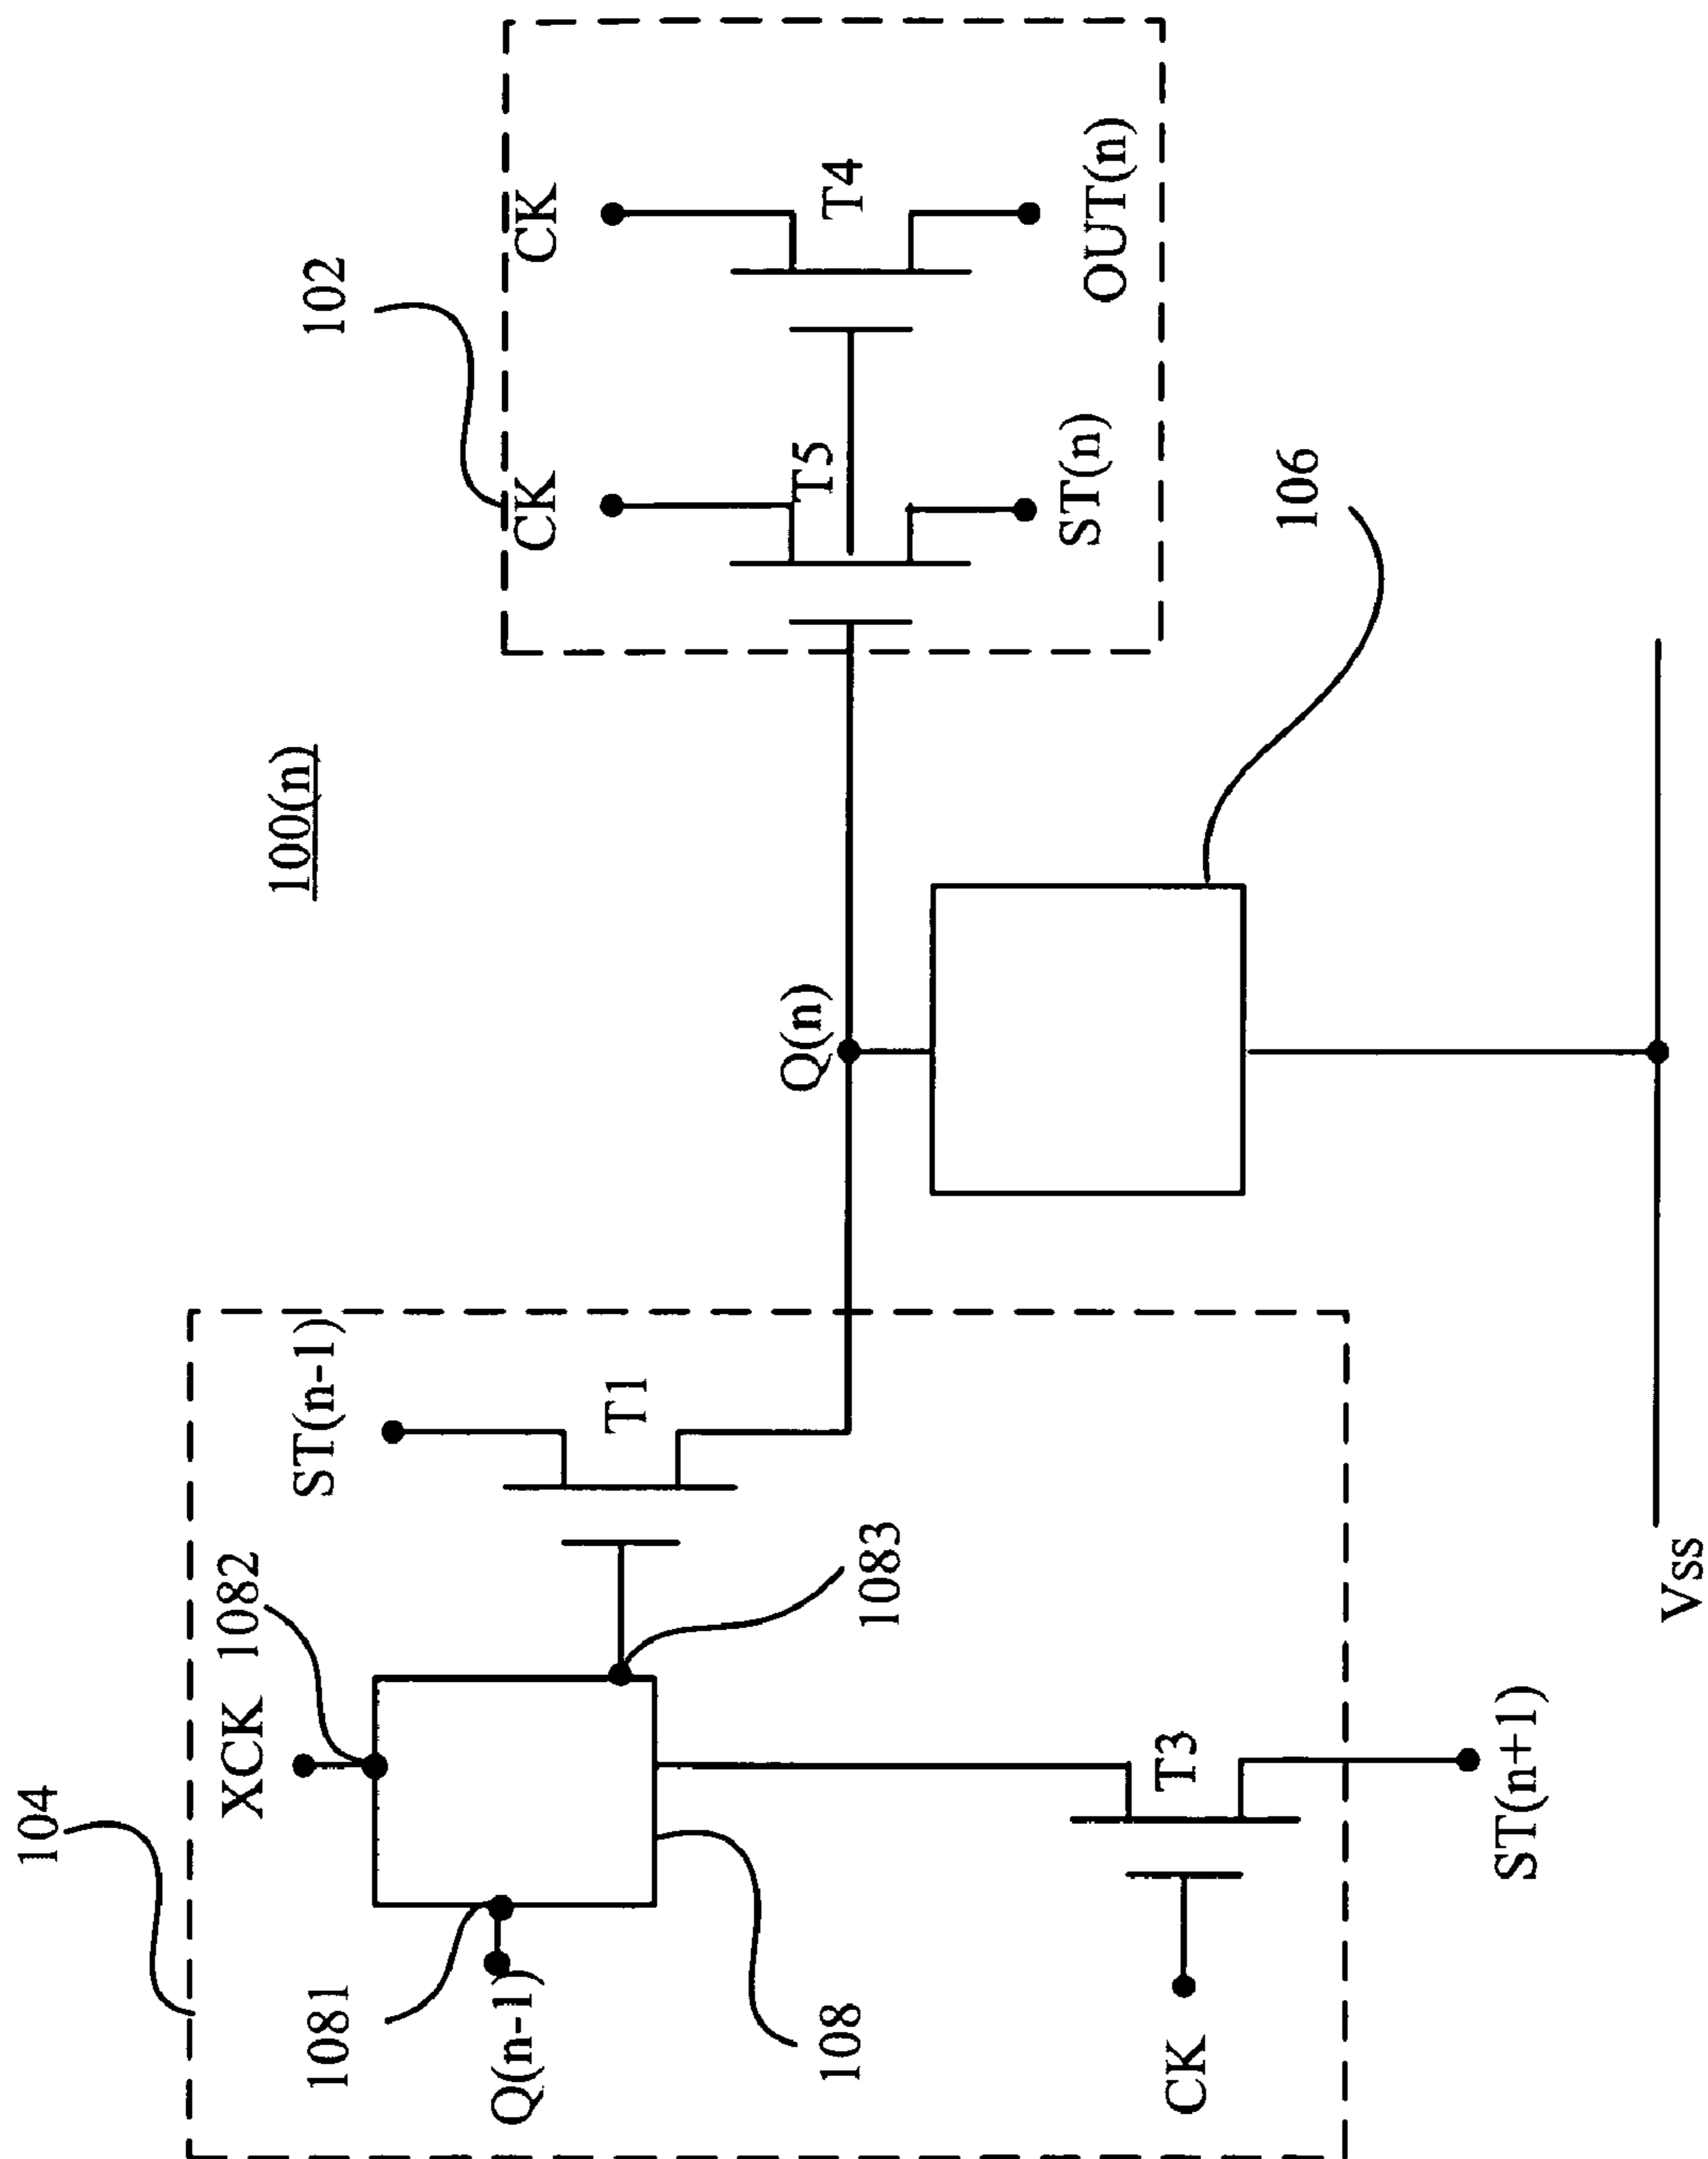 100(n)
104
XCK
1082
ST(n-1)
102
CK
CK
1081
Q(n-1)
T1
Q(n)
T5
T4
108
1083
CK
T3
ST(n)
OUT(n)
106
ST(n+1)
Vss